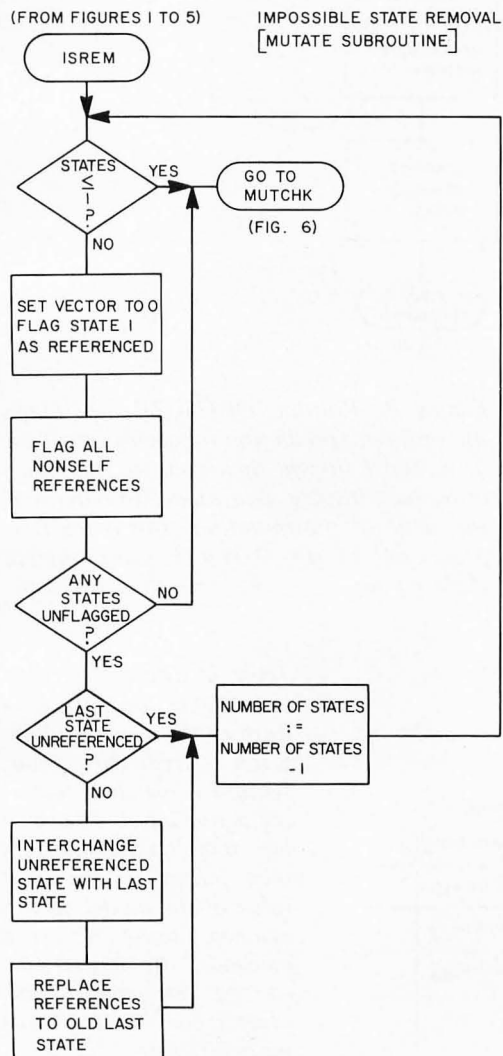 (FROM FIGURES 1 TO 5)
IMPOSSIBLE STATE REMOVAL
[MUTATE SUBROUTINE]
ISREM
STATES
≤
1
?
YES
GO TO
MUTCHK
(FIG. 6)
NO
SET VECTOR TO 0
FLAG STATE 1
AS REFERENCED
FLAG ALL
NONSELF
REFERENCES
ANY
STATES
UNFLAGGED
?
NO
YES
LAST
STATE
UNREFERENCED
?
YES
NUMBER OF STATES
:=
NUMBER OF STATES
-1
NO
INTERCHANGE
UNREFERENCED
STATE WITH LAST
STATE
REPLACE
REFERENCES
TO OLD LAST
STATE